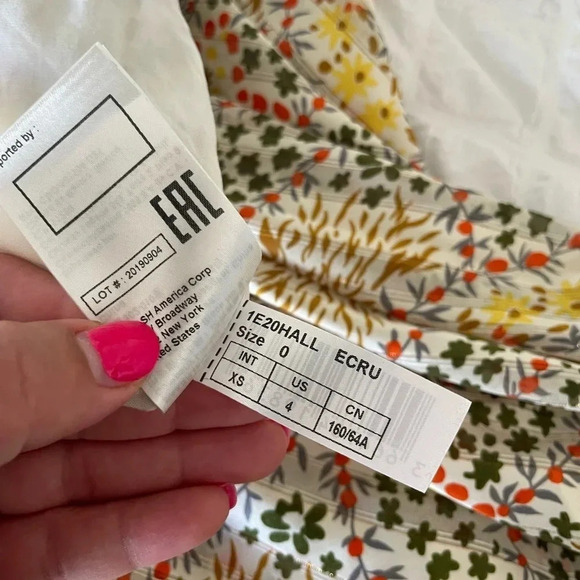 ported by :
EAC
LOT # : 20190904
SH America Corp
Broadway
New York
ed States
1E20HALL ECRU
Size 0
INT US CN
XS 4 160/64A